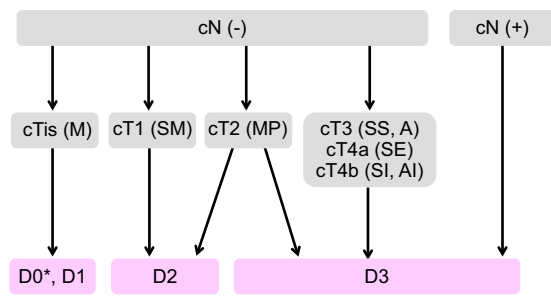 cN (-)
cN (+)
cTis (M)
cT1 (SM)
cT2 (MP)
cT3 (SS, A)
cT4a (SE)
cT4b (SI, AI)
D0*, D1
D2
D3